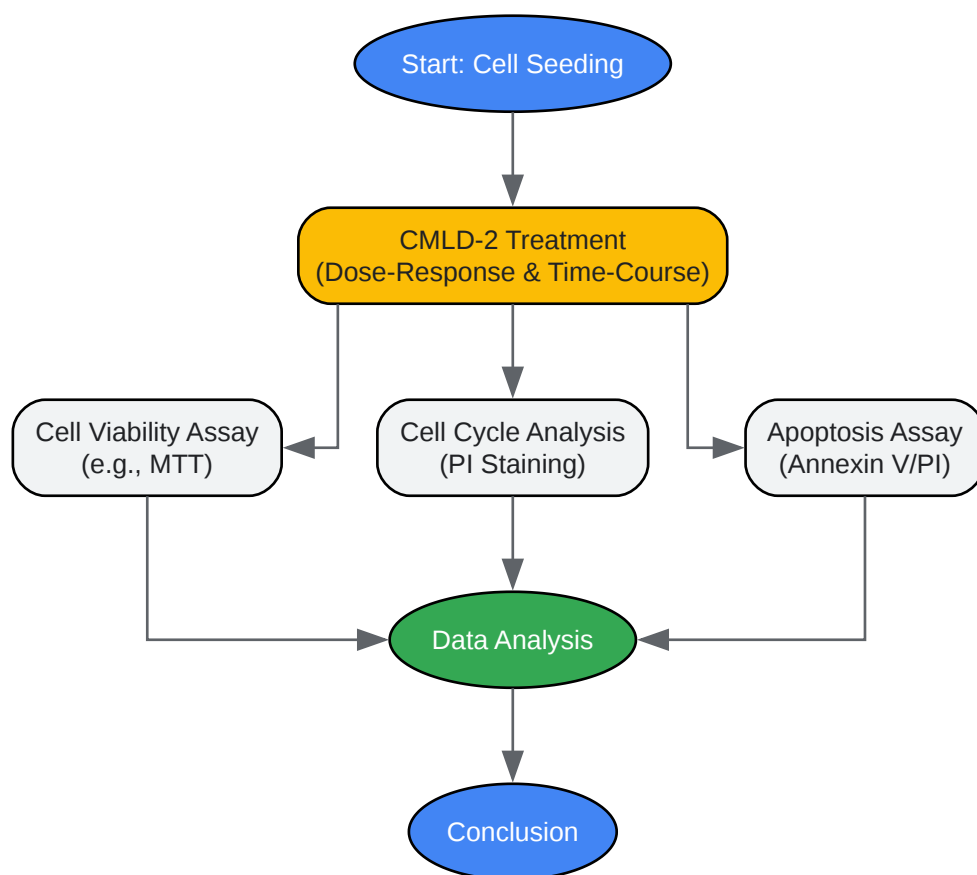 Start: Cell Seeding
CMLD-2 Treatment
(Dose-Response & Time-Course)
Cell Viability Assay
(e.g., MTT)
Cell Cycle Analysis
(PI Staining)
Apoptosis Assay
(Annexin V/PI)
Data Analysis
Conclusion